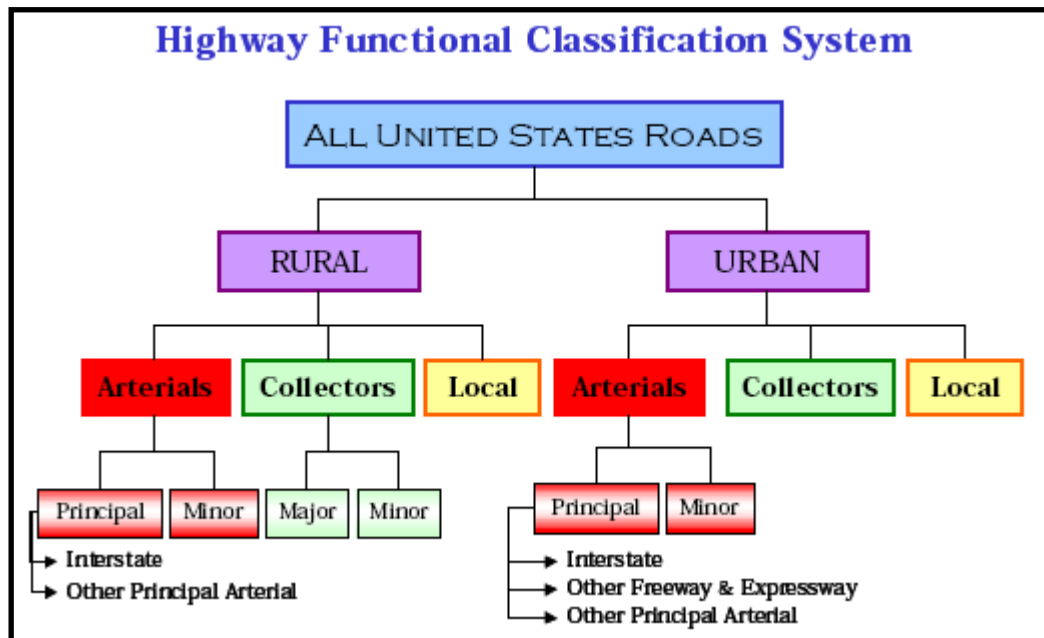 Highway Functional Classification System
ALL UNITED STATES ROADS
RURAL
URBAN
Arterials
Collectors
Local
Arterials
Collectors
Local
Principal
Minor
Major
Minor
Principal
Minor
Interstate
Other Principal Arterial
Interstate
Other Freeway & Expressway
Other Principal Arterial